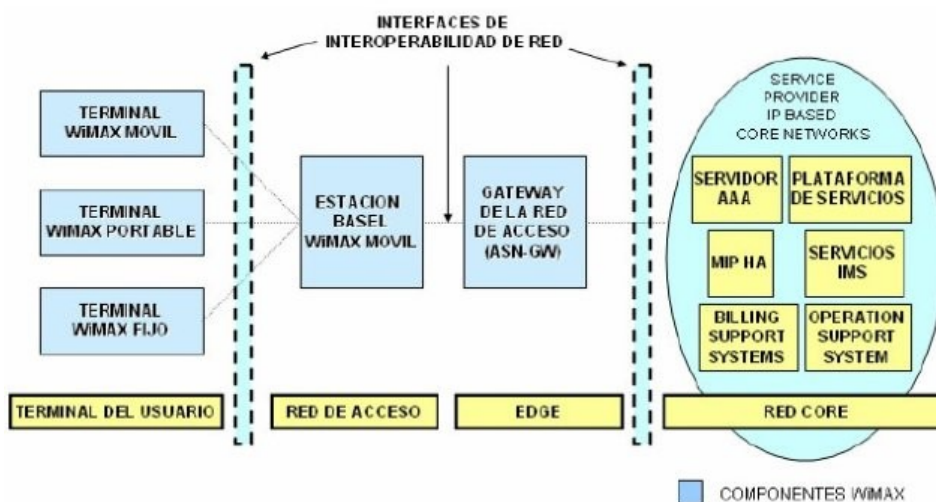 INTERFACES DE
INTEROPERABILIDAD DE RED
TERMINAL
WiMAX MOVIL
TERMINAL
WIMAX PORTABLE
TERMINAL
WiMAX FIJO
ESTACION
BASEL
WiMAX MOVIL
GATEWAY
DE LA RED
DE ACCESO
(ASN-GW)
SERVICE
PROVIDER
IP BASED
CORE NETWORKS
SERVIDOR
AAA
PLATAFORMA
DE SERVICIOS
MIP HA
SERVICIOS
IMS
BILLING
SUPPORT
SYSTEMS
OPERATION
SUPPORT
SYSTEM
TERMINAL DEL USUARIO
RED DE ACCESO
EDGE
RED CORE
COMPONENTES WiMAX